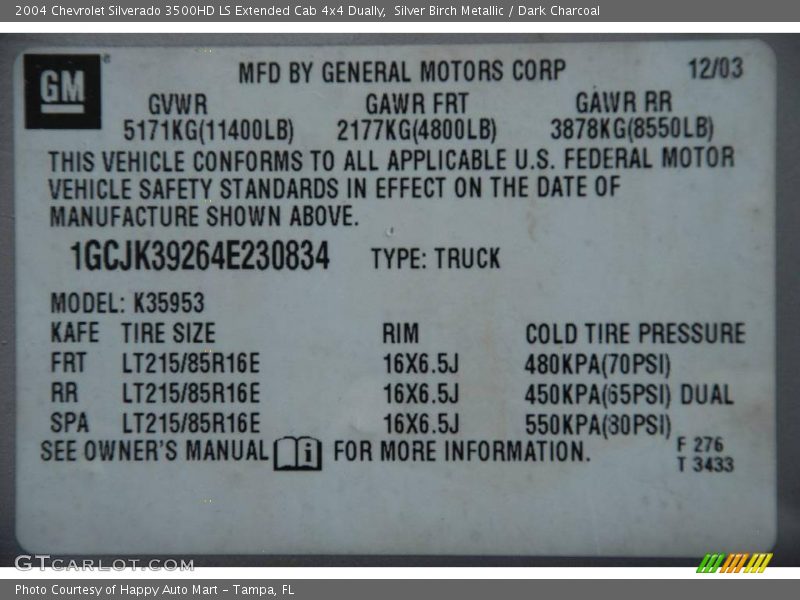 2004 Chevrolet Silverado 3500HD LS Extended Cab 4x4 Dually, Silver Birch Metallic / Dark Charcoal
GM ®
MFD BY GENERAL MOTORS CORP 12/03
GVWR GAWR FRT GAWR RR
5171KG(11400LB) 2177KG(4800LB) 3878KG(8550LB)
THIS VEHICLE CONFORMS TO ALL APPLICABLE U.S. FEDERAL MOTOR
VEHICLE SAFETY STANDARDS IN EFFECT ON THE DATE OF
MANUFACTURE SHOWN ABOVE.
1GCJK39264E230834 TYPE: TRUCK
MODEL: K35953
KAFE TIRE SIZE RIM COLD TIRE PRESSURE
FRT LT215/85R16E 16X6.5J 480KPA(70PSI)
RR LT215/85R16E 16X6.5J 450KPA(65PSI) DUAL
SPA LT215/85R16E 16X6.5J 550KPA(80PSI)
SEE OWNER'S MANUAL i FOR MORE INFORMATION.
F 276
T 3433
GTCARLOT.COM
Photo Courtesy of Happy Auto Mart – Tampa, FL